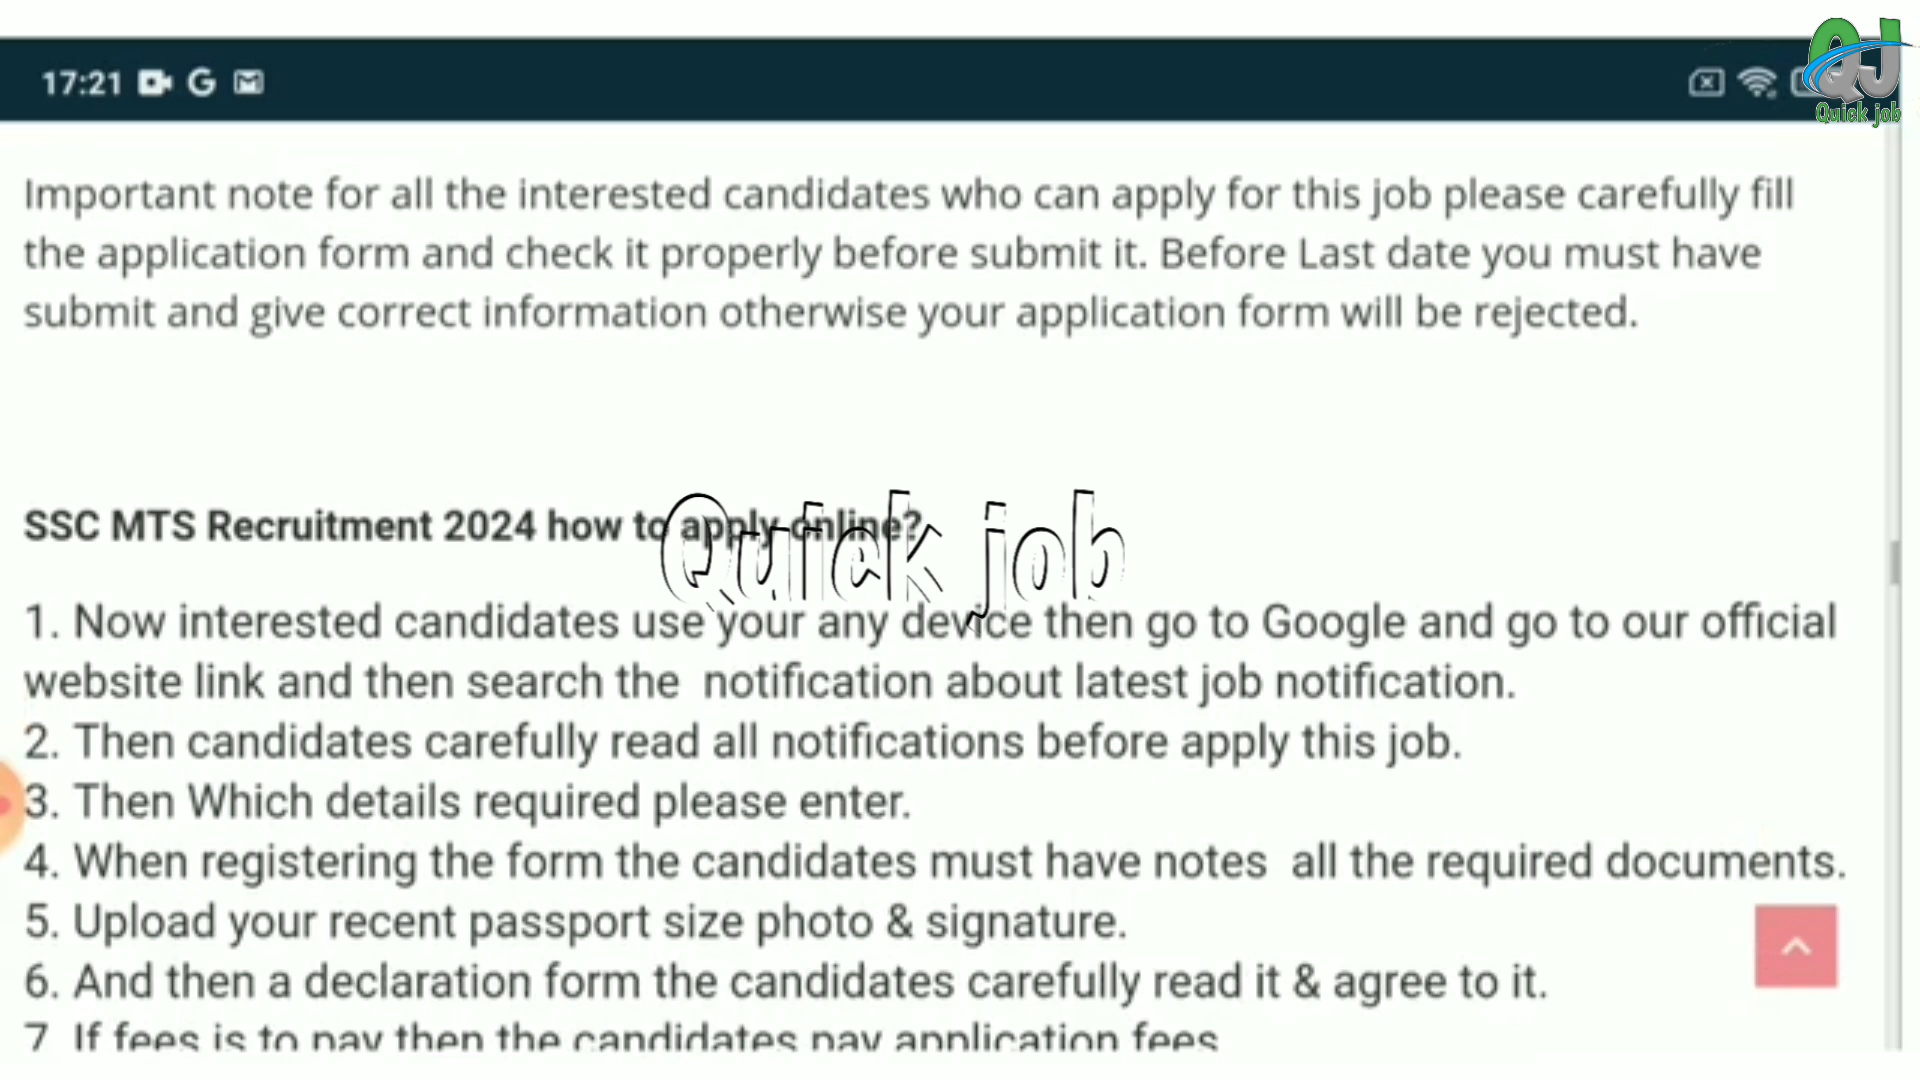 17:21
QJ
Quick job
Important note for all the interested candidates who can apply for this job please carefully fill
the application form and check it properly before submit it. Before Last date you must have
submit and give correct information otherwise your application form will be rejected.
SSC MTS Recruitment 2024 how to apply online?
Quick job
1. Now interested candidates use your any device then go to Google and go to our official
website link and then search the notification about latest job notification.
2. Then candidates carefully read all notifications before apply this job.
3. Then Which details required please enter.
4. When registering the form the candidates must have notes all the required documents.
5. Upload your recent passport size photo & signature.
6. And then a declaration form the candidates carefully read it & agree to it.
7 If fees is to pay then the candidates pay application fees